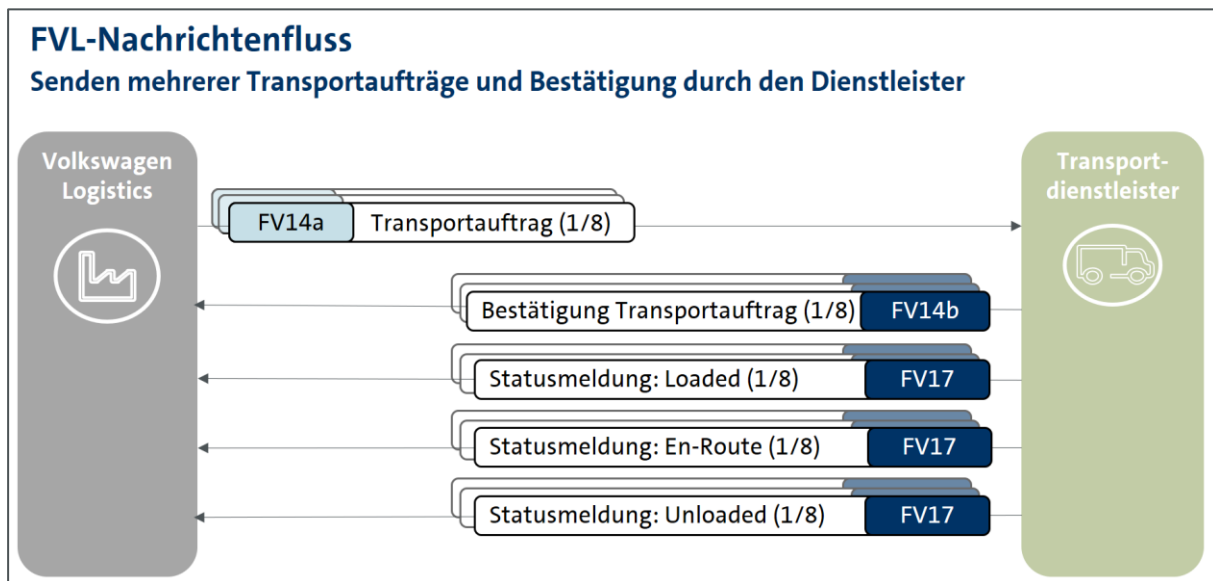 FVL-Nachrichtenfluss
Senden mehrerer Transportaufträge und Bestätigung durch den Dienstleister
Volkswagen
Logistics
Transport-
dienstleister
FV14a Transportauftrag (1/8)
Bestätigung Transportauftrag (1/8) FV14b
Statusmeldung: Loaded (1/8) FV17
Statusmeldung: En-Route (1/8) FV17
Statusmeldung: Unloaded (1/8) FV17